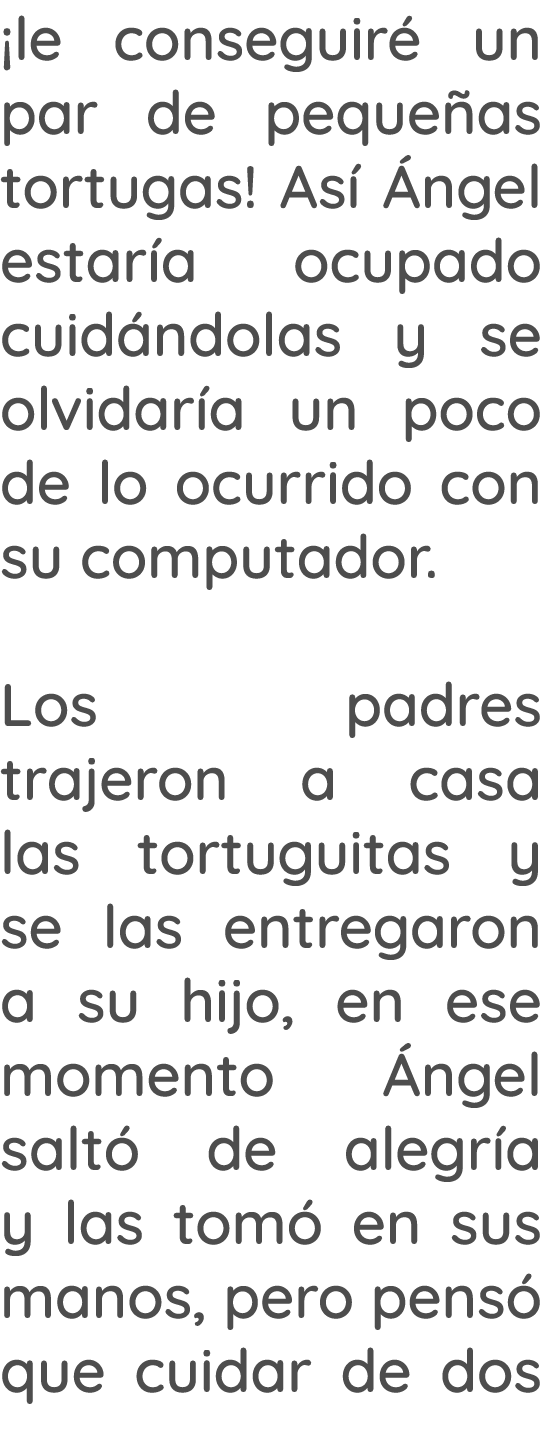 ¡le conseguiré un
par de pequeñas
tortugas! Así Ángel
estaría ocupado
cuidándolas y se
olvidaría un poco
de lo ocurrido con
su computador.

Los padres
trajeron a casa
las tortuguitas y
se las entregaron
a su hijo, en ese
momento Ángel
saltó de alegría
y las tomó en sus
manos, pero pensó
que cuidar de dos